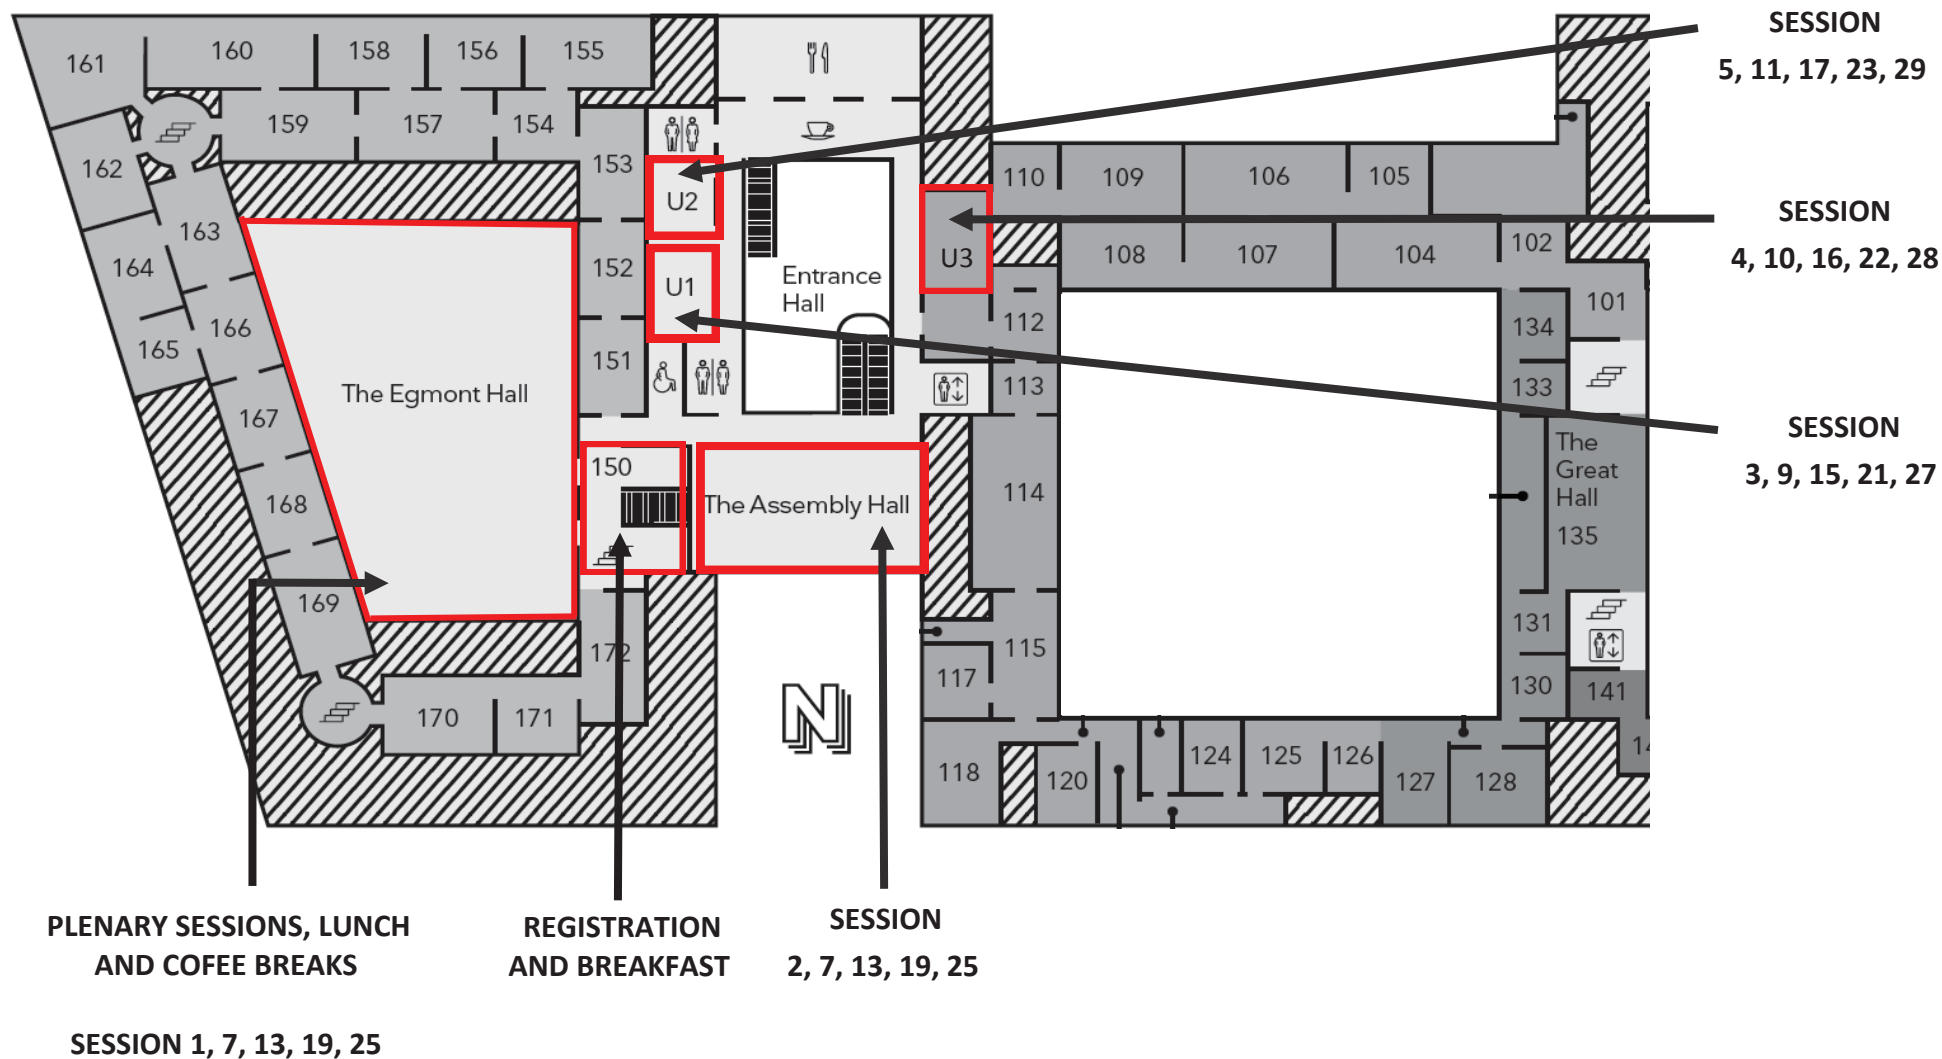 SESSION
5, 11, 17, 23, 29
161
160
158
156
155
159
157
154
162
153
U2
110
109
106
105
SESSION
4, 10, 16, 22, 28
163
164
152
U1
Entrance
Hall
U3
108
107
104
102
101
166
165
151
112
134
The Egmont Hall
113
133
167
SESSION
3, 9, 15, 21, 27
150
The Assembly Hall
114
The
Great
Hall
135
168
169
172
115
131
117
130
141
170
171
N
118
120
124
125
126
127
128
14
PLENARY SESSIONS, LUNCH
AND COFEE BREAKS
SESSION 1, 7, 13, 19, 25
REGISTRATION
AND BREAKFAST
SESSION
2, 7, 13, 19, 25